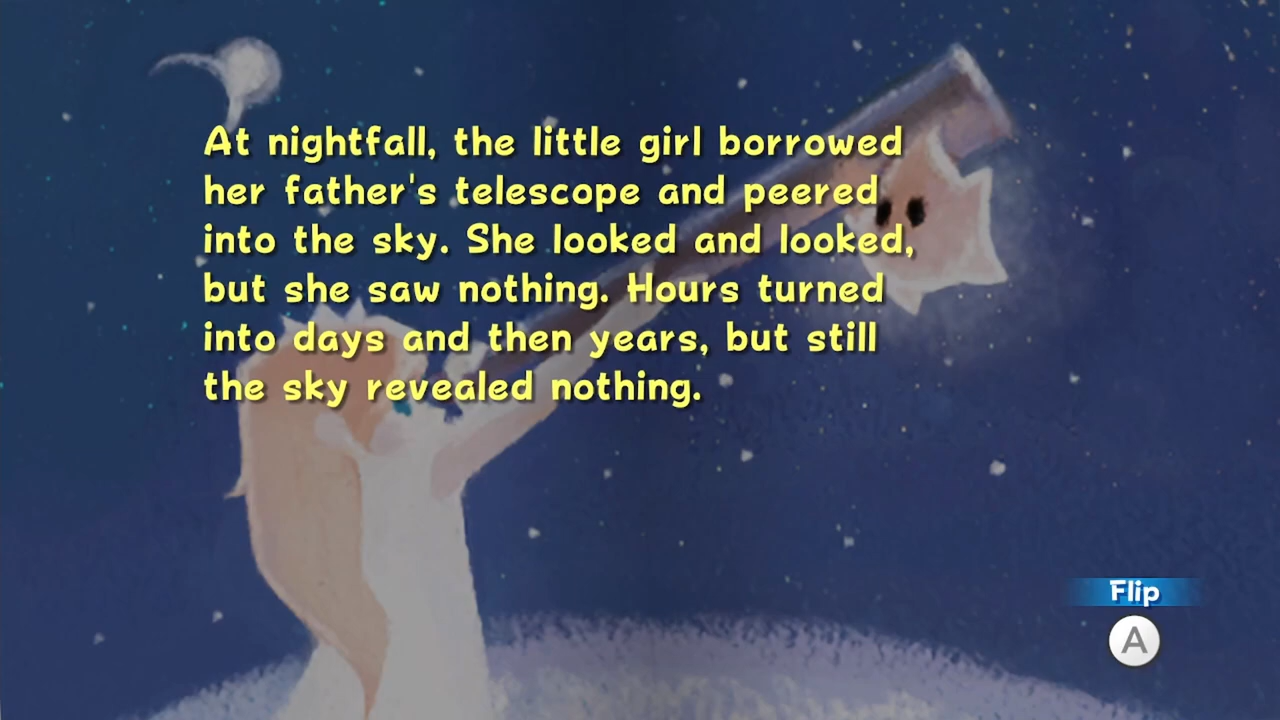 At nightfall, the little girl borrowed
her father's telescope and peered
into the sky. She looked and looked,
but she saw nothing. Hours turned
into days and then years, but still
the sky revealed nothing.
Flip
A